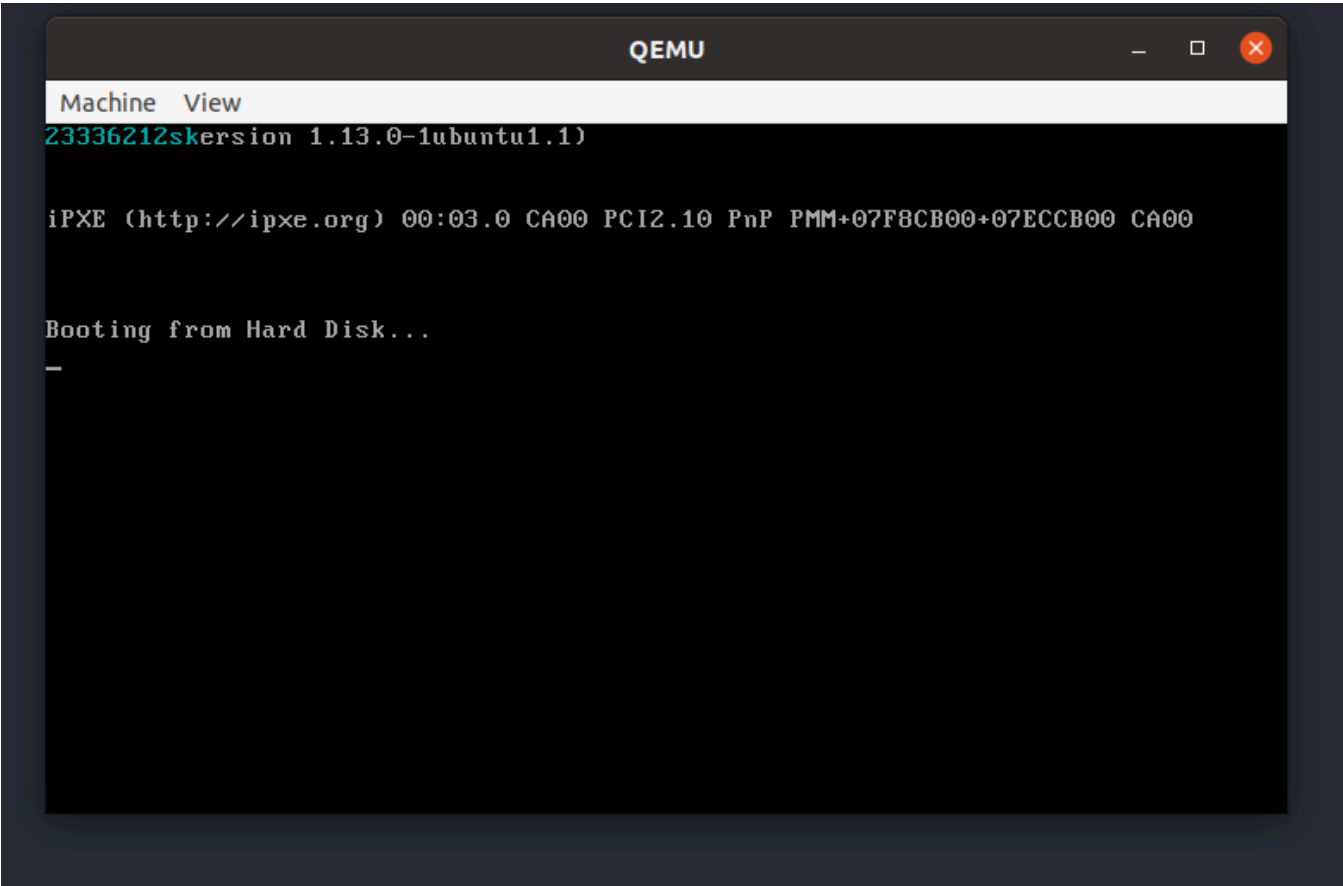 QEMU
Machine View
23336212skersion 1.13.0-1ubuntu1.1)
iPXE (http://ipxe.org) 00:03.0 CA00 PCI2.10 PnP PMM+07F8CB00+07ECCB00 CA00
Booting from Hard Disk...
_